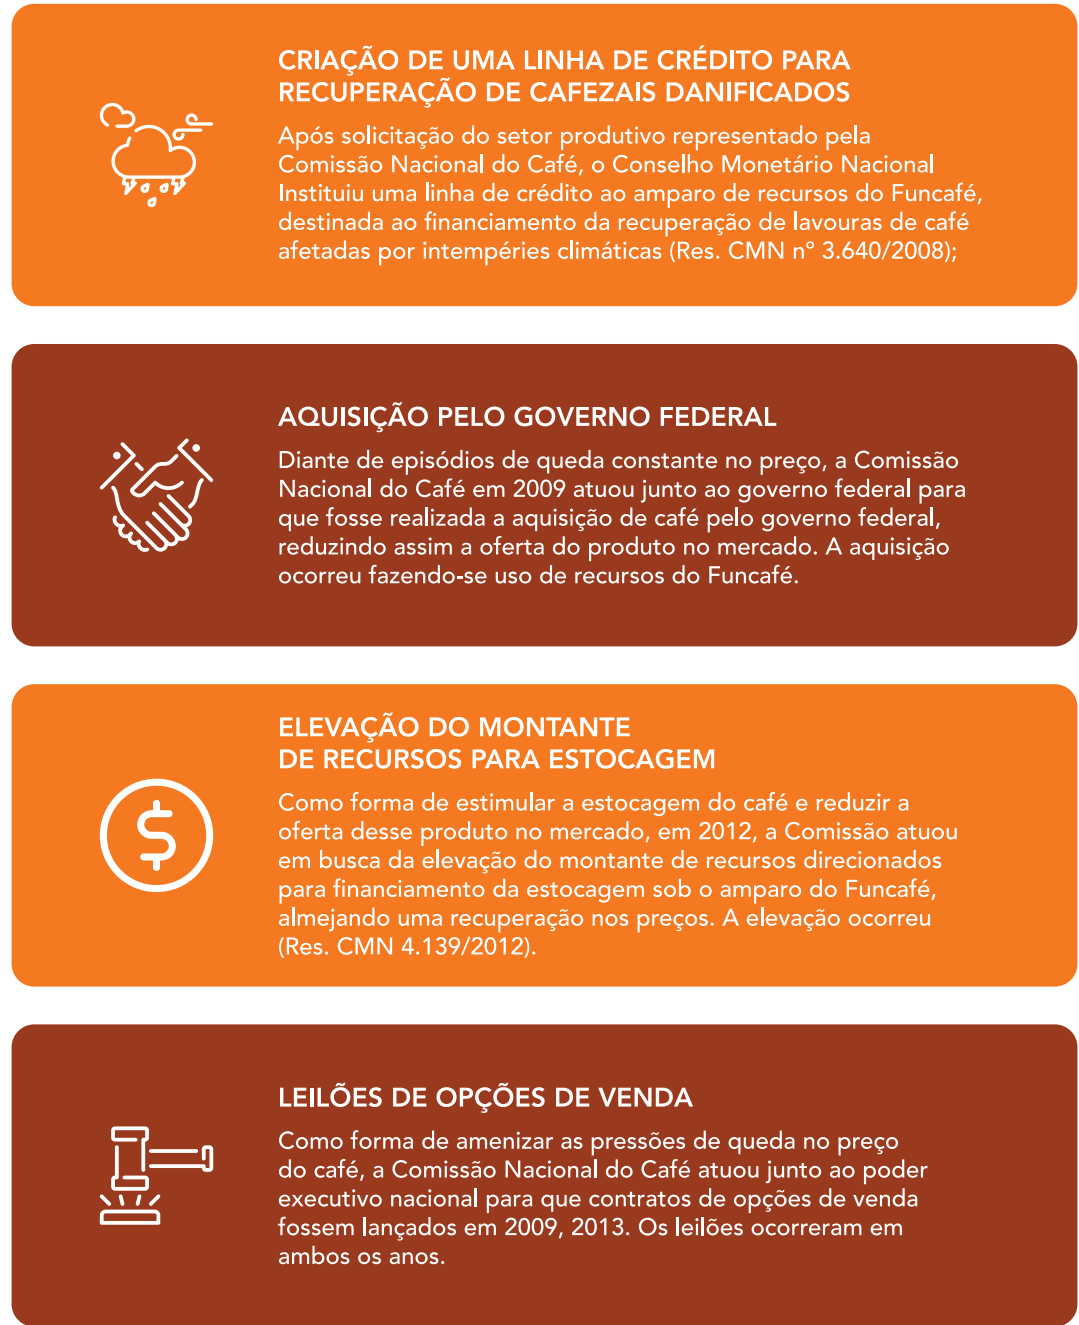 CRIAÇÃO DE UMA LINHA DE CRÉDITO PARA
RECUPERAÇÃO DE CAFEZAIS DANIFICADOS
Após solicitação do setor produtivo representado pela
Comissão Nacional do Café, o Conselho Monetário Nacional
Instituiu uma linha de crédito ao amparo de recursos do Funcafé,
destinada ao financiamento da recuperação de lavouras de café
afetadas por intempéries climáticas (Res. CMN nº 3.640/2008);
AQUISIÇÃO PELO GOVERNO FEDERAL
Diante de episódios de queda constante no preço, a Comissão
Nacional do Café em 2009 atuou junto ao governo federal para
que fosse realizada a aquisição de café pelo governo federal,
reduzindo assim a oferta do produto no mercado. A aquisição
ocorreu fazendo-se uso de recursos do Funcafé.
ELEVAÇÃO DO MONTANTE
DE RECURSOS PARA ESTOCAGEM
Como forma de estimular a estocagem do café e reduzir a
oferta desse produto no mercado, em 2012, a Comissão atuou
em busca da elevação do montante de recursos direcionados
para financiamento da estocagem sob o amparo do Funcafé,
almejando uma recuperação nos preços. A elevação ocorreu
(Res. CMN 4.139/2012).
LEILÕES DE OPÇÕES DE VENDA
Como forma de amenizar as pressões de queda no preço
do café, a Comissão Nacional do Café atuou junto ao poder
executivo nacional para que contratos de opções de venda
fossem lançados em 2009, 2013. Os leilões ocorreram em
ambos os anos.